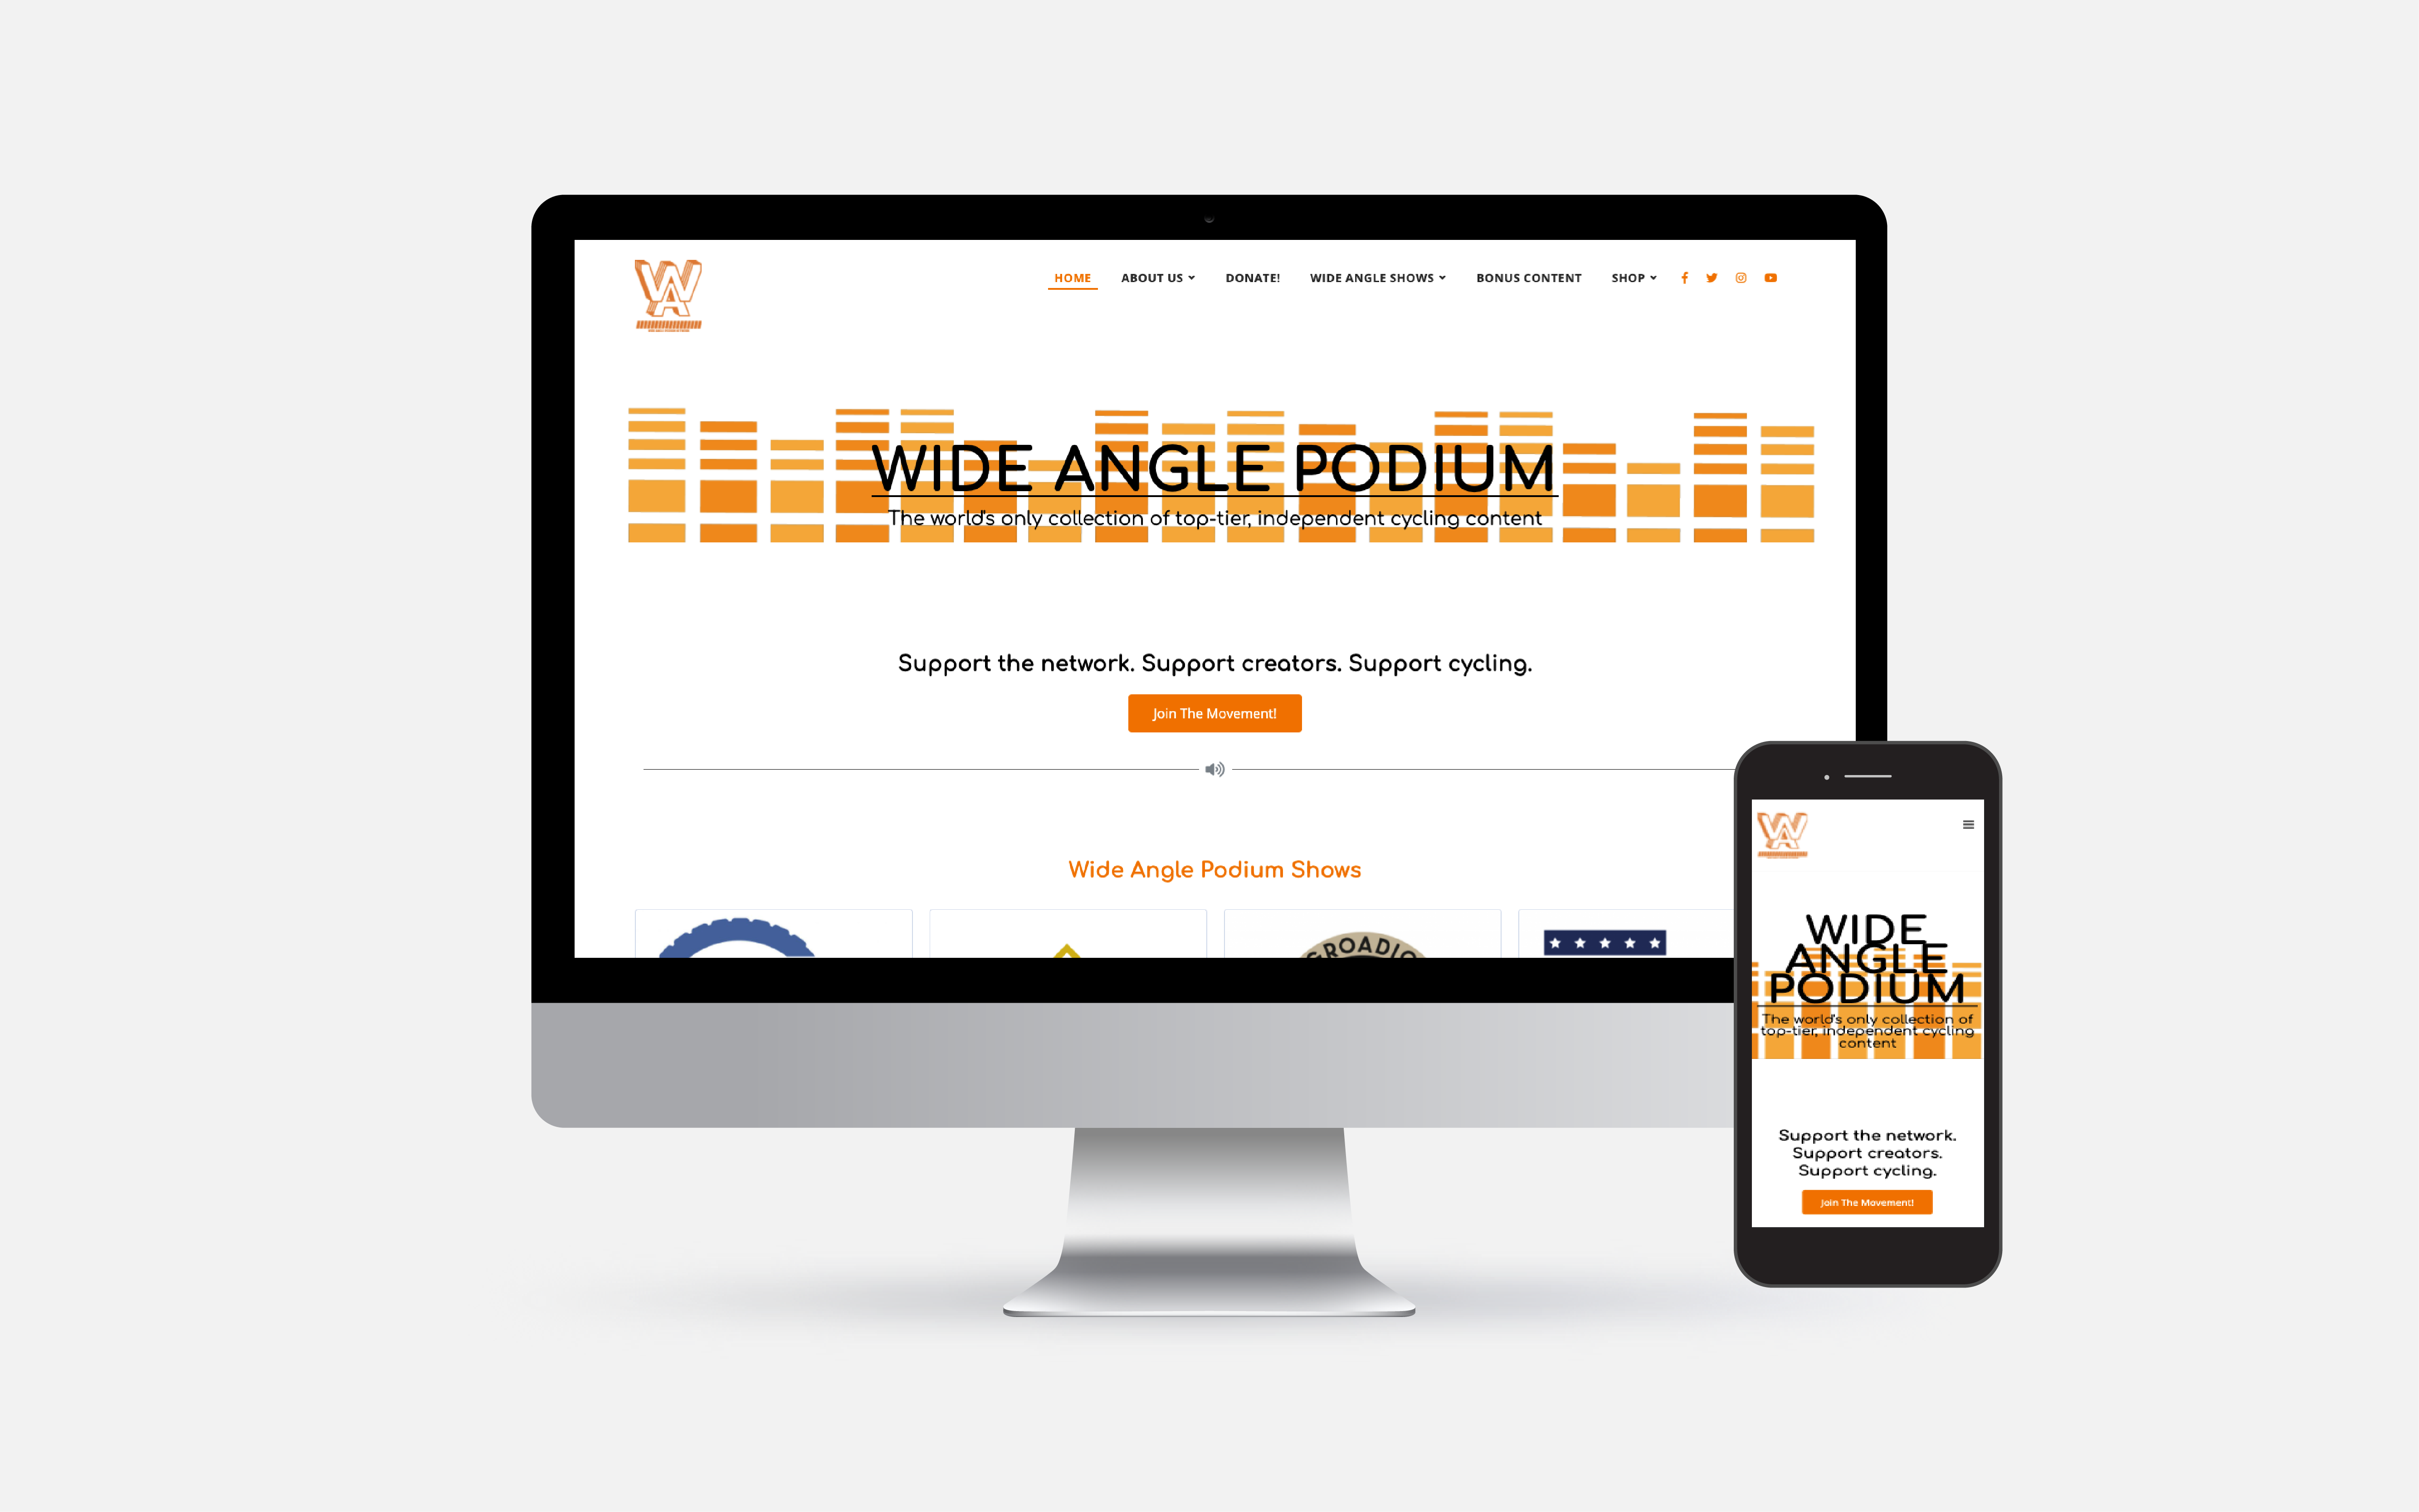 WA
HOME ABOUT US DONATE! WIDE ANGLE SHOWS BONUS CONTENT SHOP
WIDE ANGLE PODIUM
The world's only collection of top-tier, independent cycling content
Support the network. Support creators. Support cycling.
Join The Movement!
Wide Angle Podium Shows
WA
WIDE
ANGLE
PODIUM
The world's only collection of
top-tier, independent cycling
content
Support the network.
Support creators.
Support cycling.
Join The Movement!